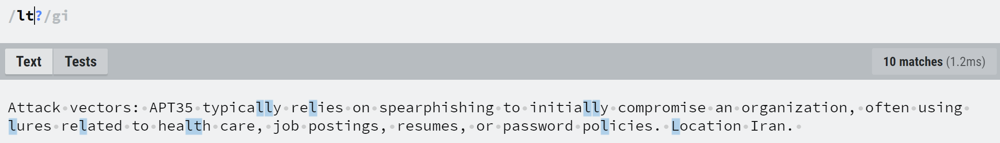 /lt?/gi
Text Tests 10 matches (1.2ms)
Attack vectors: APT35 typically relies on spearphishing to initially compromise an organization, often using
lures related to health care, job postings, resumes, or password policies. Location Iran.